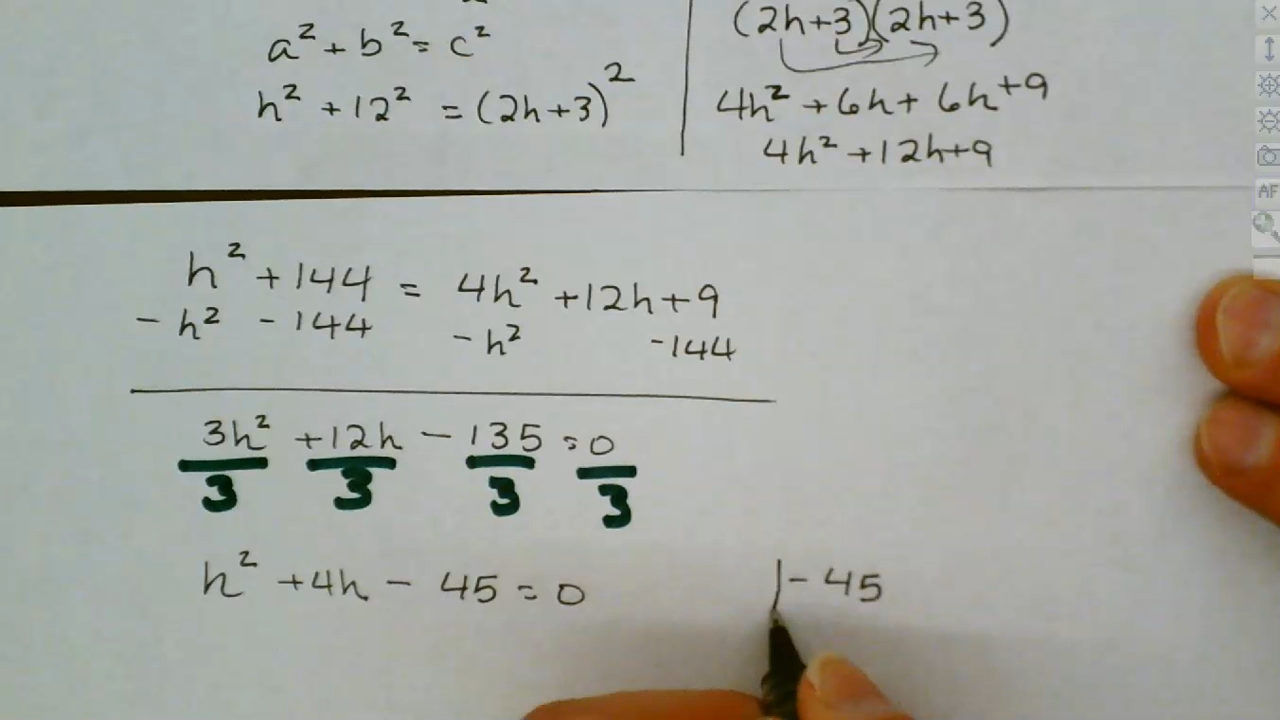 a² + b² = c²
h² + 12² = (2h+3)²
(2h+3)(2h+3)
4h² + 6h + 6h + 9
4h² + 12h + 9
h² + 144 = 4h² + 12h + 9
- h² - 144 - h² - 144
3h² + 12h - 135 = 0
3 3 3 3
h² + 4h - 45 = 0
- 45
AF